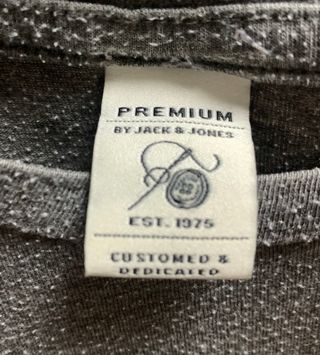 PREMIUM
BY JACK & JONES
EST. 1975
CUSTOMED &
DEDICATED